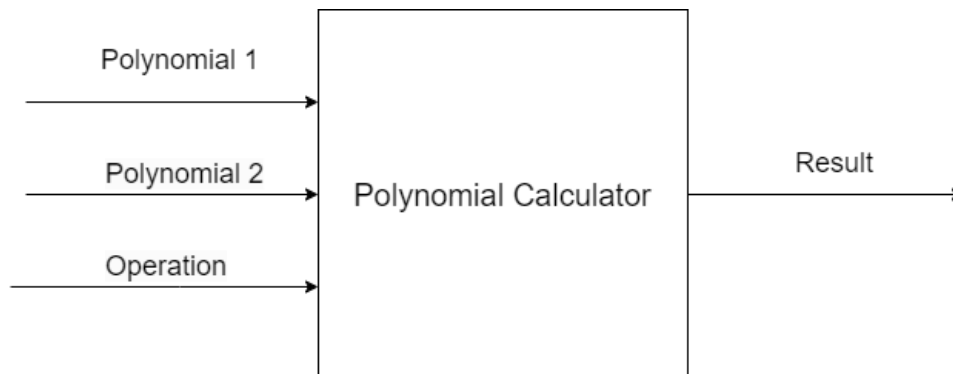 Polynomial 1
Polynomial 2
Operation
Polynomial Calculator
Result